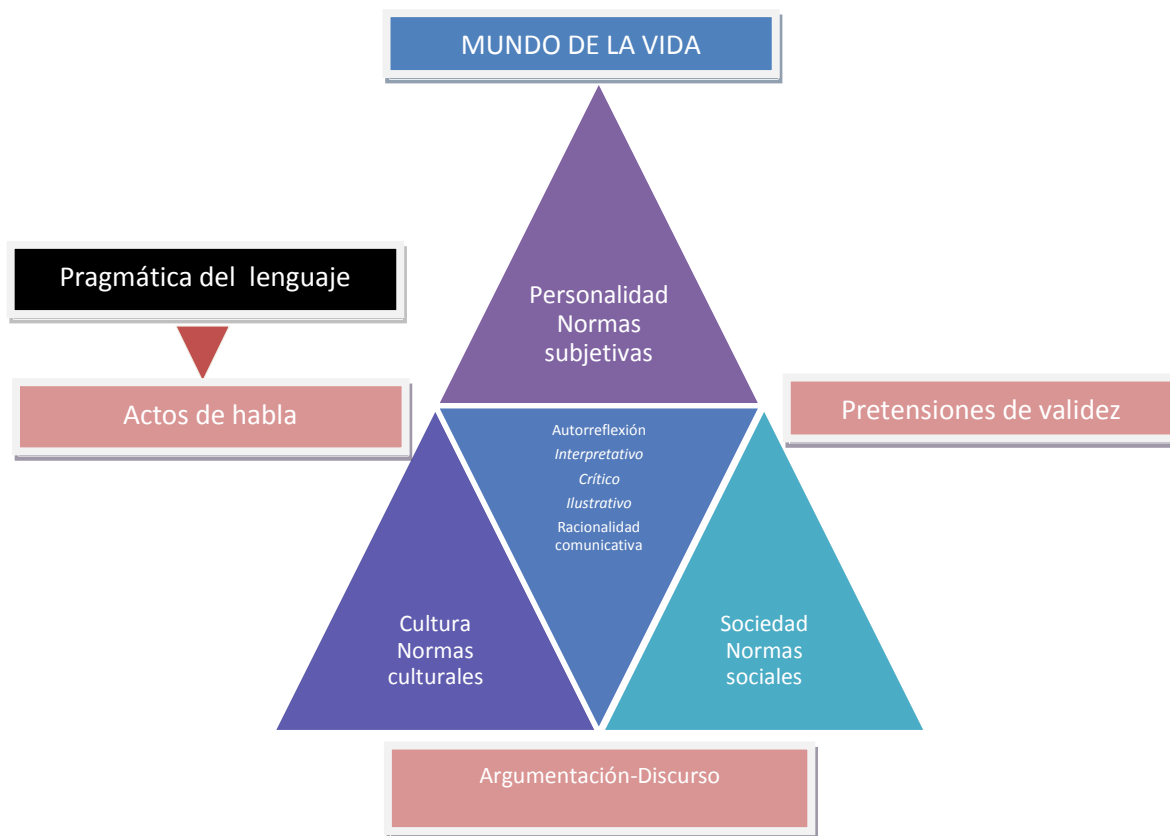 MUNDO DE LA VIDA
Pragmática del lenguaje
Personalidad
Normas
subjetivas
Actos de habla
Pretensiones de validez
Autorreflexión
Interpretativo
Crítico
Ilustrativo
Racionalidad
comunicativa
Cultura
Normas
culturales
Sociedad
Normas
sociales
Argumentación-Discurso